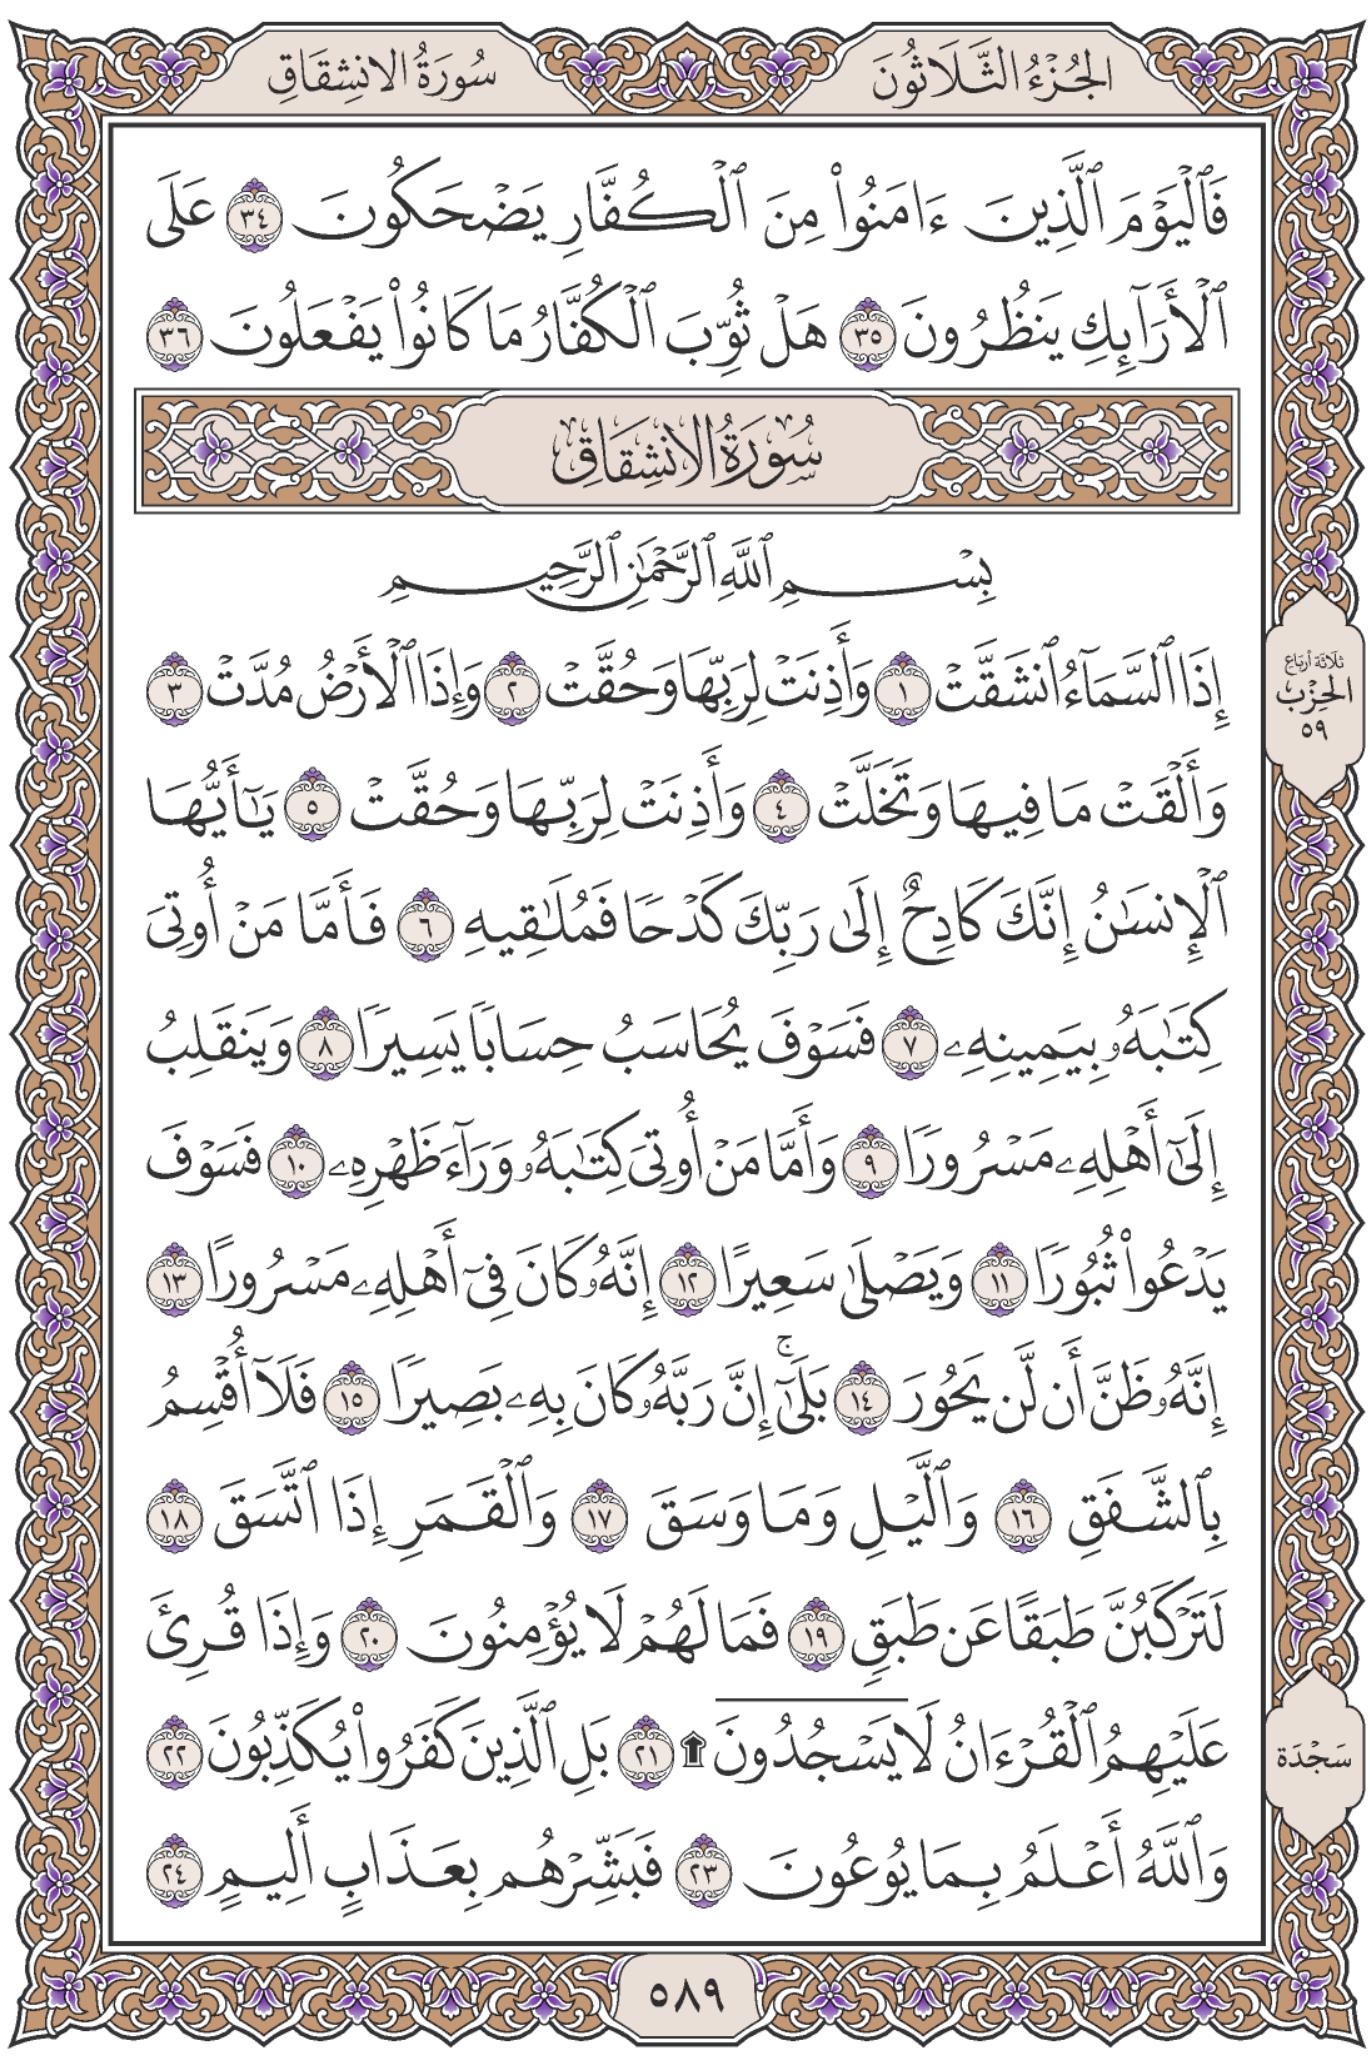 الجُزْءُ الثَّلَاثُونَ
سُورَةُ الانشِقَاقِ
فَٱلْيَوْمَ ٱلَّذِينَ ءَامَنُوا۟ مِنَ ٱلْكُفَّارِ يَضْحَكُونَ ٣٤ عَلَى
ٱلْأَرَآئِكِ يَنظُرُونَ ٣٥ هَلْ ثُوِّبَ ٱلْكُفَّارُ مَا كَانُوا۟ يَفْعَلُونَ ٣٦
سُورَةُ الانشِقَاقِ
بِسْمِ ٱللَّهِ ٱلرَّحْمَٰنِ ٱلرَّحِيمِ
إِذَا ٱلسَّمَآءُ ٱنشَقَّتْ ١ وَأَذِنَتْ لِرَبِّهَا وَحُقَّتْ ٢ وَإِذَا ٱلْأَرْضُ مُدَّتْ ٣
وَأَلْقَتْ مَا فِيهَا وَتَخَلَّتْ ٤ وَأَذِنَتْ لِرَبِّهَا وَحُقَّتْ ٥ يَٰٓأَيُّهَا
ٱلْإِنسَٰنُ إِنَّكَ كَادِحٌ إِلَىٰ رَبِّكَ كَدْحًا فَمُلَٰقِيهِ ٦ فَأَمَّا مَنْ أُوتِىَ
كِتَٰبَهُۥ بِيَمِينِهِۦ ٧ فَسَوْفَ يُحَاسَبُ حِسَابًا يَسِيرًا ٨ وَيَنقَلِبُ
إِلَىٰٓ أَهْلِهِۦ مَسْرُورًا ٩ وَأَمَّا مَنْ أُوتِىَ كِتَٰبَهُۥ وَرَآءَ ظَهْرِهِۦ ١٠ فَسَوْفَ
يَدْعُوا۟ ثُبُورًا ١١ وَيَصْلَىٰ سَعِيرًا ١٢ إِنَّهُۥ كَانَ فِىٓ أَهْلِهِۦ مَسْرُورًا ١٣
إِنَّهُۥ ظَنَّ أَن لَّن يَحُورَ ١٤ بَلَىٰٓۚ إِنَّ رَبَّهُۥ كَانَ بِهِۦ بَصِيرًا ١٥ فَلَآ أُقْسِمُ
بِٱلشَّفَقِ ١٦ وَٱلَّيْلِ وَمَا وَسَقَ ١٧ وَٱلْقَمَرِ إِذَا ٱتَّسَقَ ١٨
لَتَرْكَبُنَّ طَبَقًا عَن طَبَقٍ ١٩ فَمَا لَهُمْ لَا يُؤْمِنُونَ ٢٠ وَإِذَا قُرِئَ
عَلَيْهِمُ ٱلْقُرْءَانُ لَا يَسْجُدُونَ ۩ ٢١ بَلِ ٱلَّذِينَ كَفَرُوا۟ يُكَذِّبُونَ ٢٢
وَٱللَّهُ أَعْلَمُ بِمَا يُوعُونَ ٢٣ فَبَشِّرْهُم بِعَذَابٍ أَلِيمٍ ٢٤
ثَلَاثَة أربَاع
الحِزْب
٥٩
سَجْدَة
٥٨٩